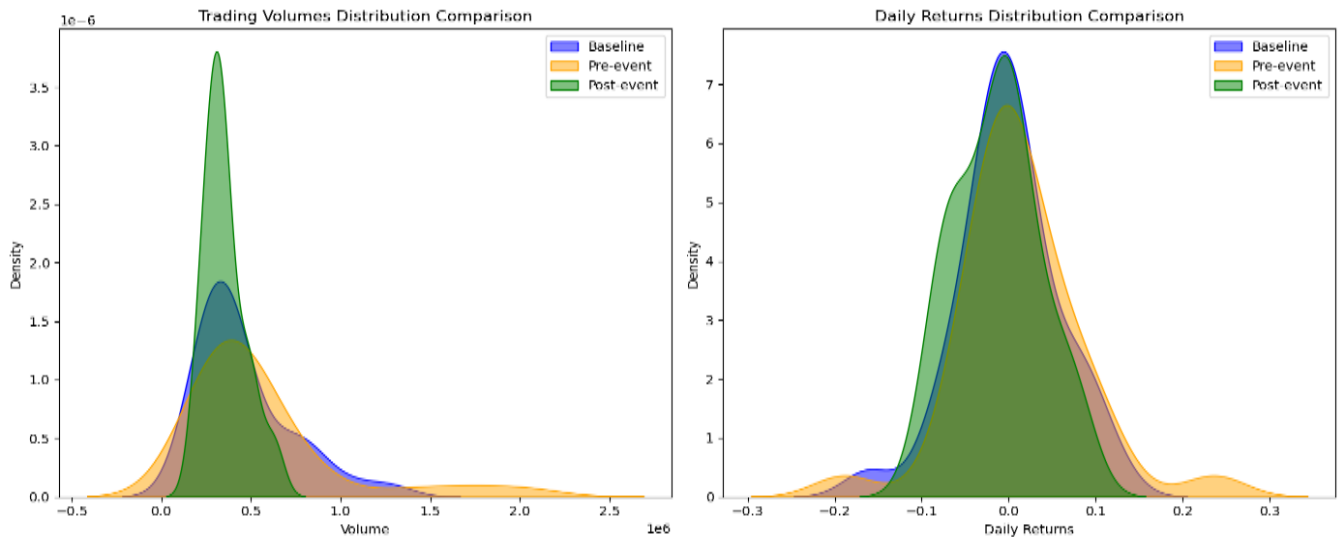 Trading Volumes Distribution Comparison
1e−6
Density
3.5
3.0
2.5
2.0
1.5
1.0
0.5
0.0
Baseline
Pre-event
Post-event
−0.5 0.0 0.5 1.0 1.5 2.0 2.5
Volume
1e6
Daily Returns Distribution Comparison
Density
7
6
5
4
3
2
1
0
Baseline
Pre-event
Post-event
−0.3 −0.2 −0.1 0.0 0.1 0.2 0.3
Daily Returns